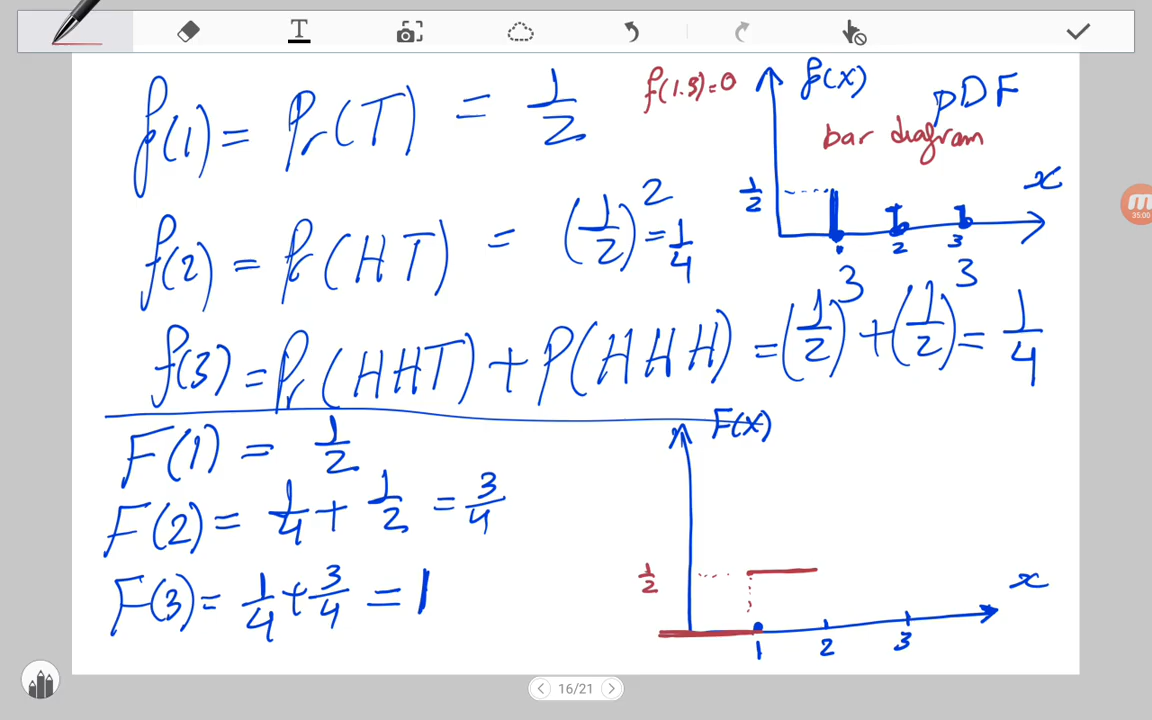 T
f(1) = Pr(T) = 1/2
f(1.5)=0
f(x)
PDF
bar diagram
1/2
x
1 2 3
f(2) = Pr(HT) = (1/2)^2 = 1/4
f(3) = Pr(HHT) + P(HHH) = (1/2)^3 + (1/2)^3 = 1/4
F(1) = 1/2
F(2) = 1/4 + 1/2 = 3/4
F(3) = 1/4 + 3/4 = 1
F(x)
1/2
x
1 2 3
16/21
M
35:00